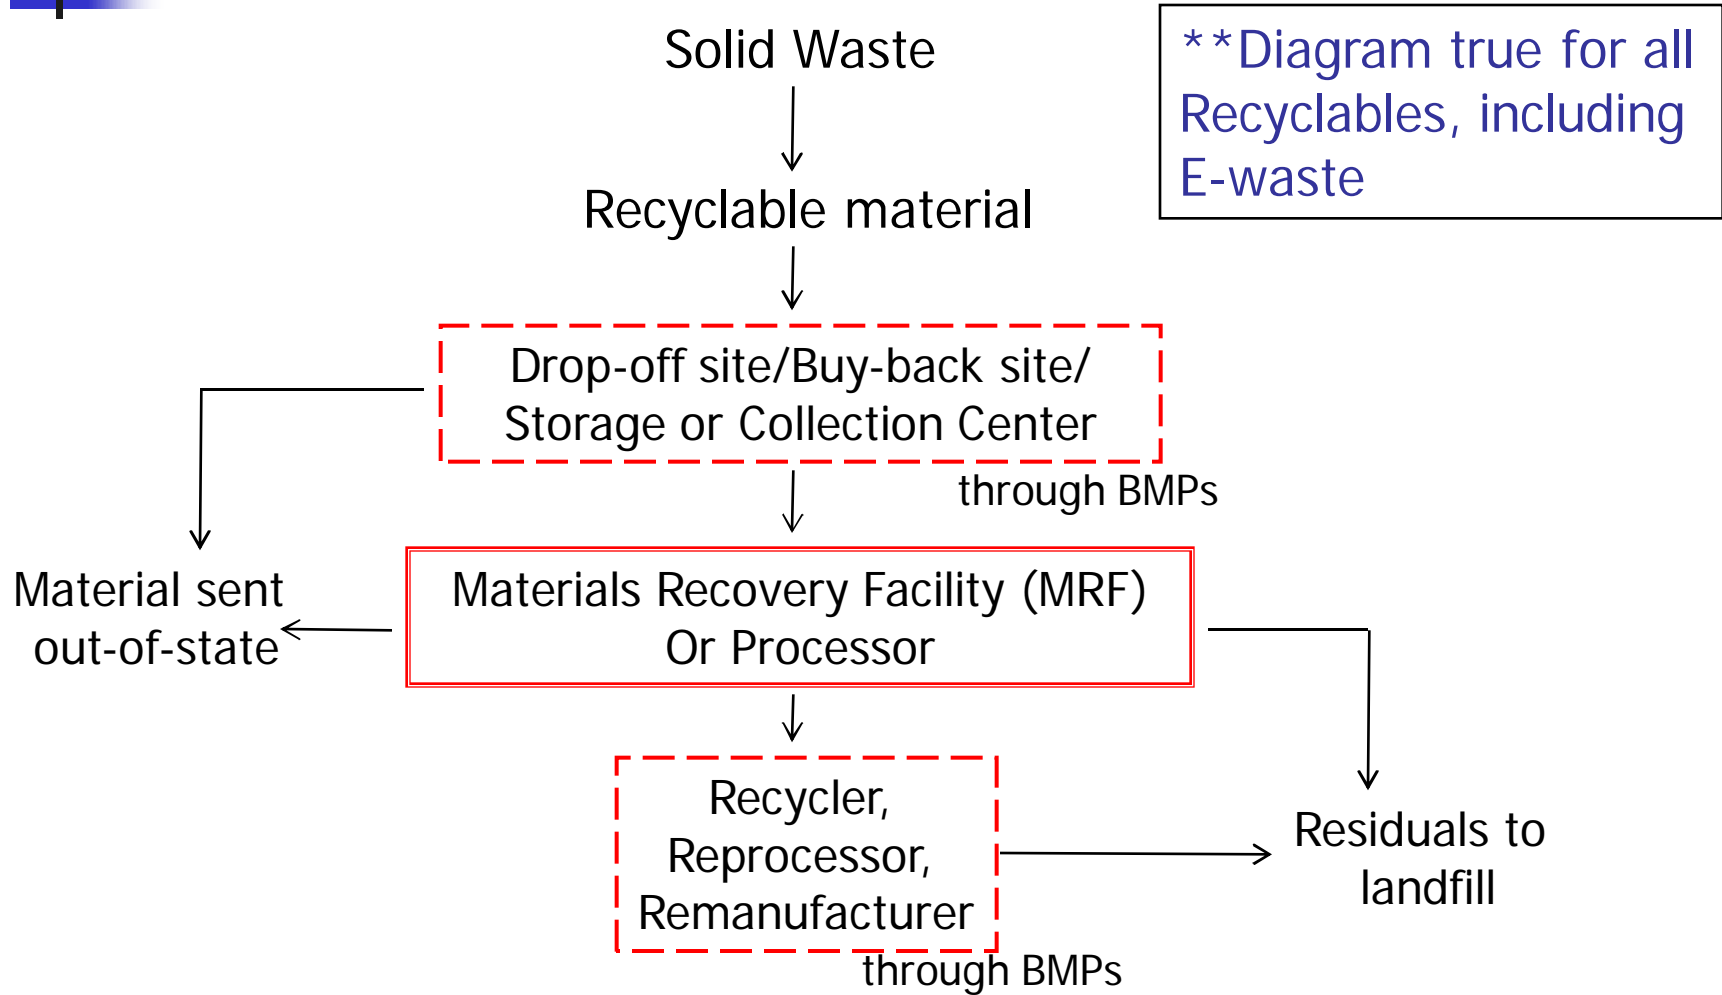 Solid Waste
**Diagram true for all
Recyclables, including
E-waste
Recyclable material
Drop-off site/Buy-back site/
Storage or Collection Center
through BMPs
Material sent
out-of-state
Materials Recovery Facility (MRF)
Or Processor
Recycler,
Reprocessor,
Remanufacturer
through BMPs
Residuals to
landfill